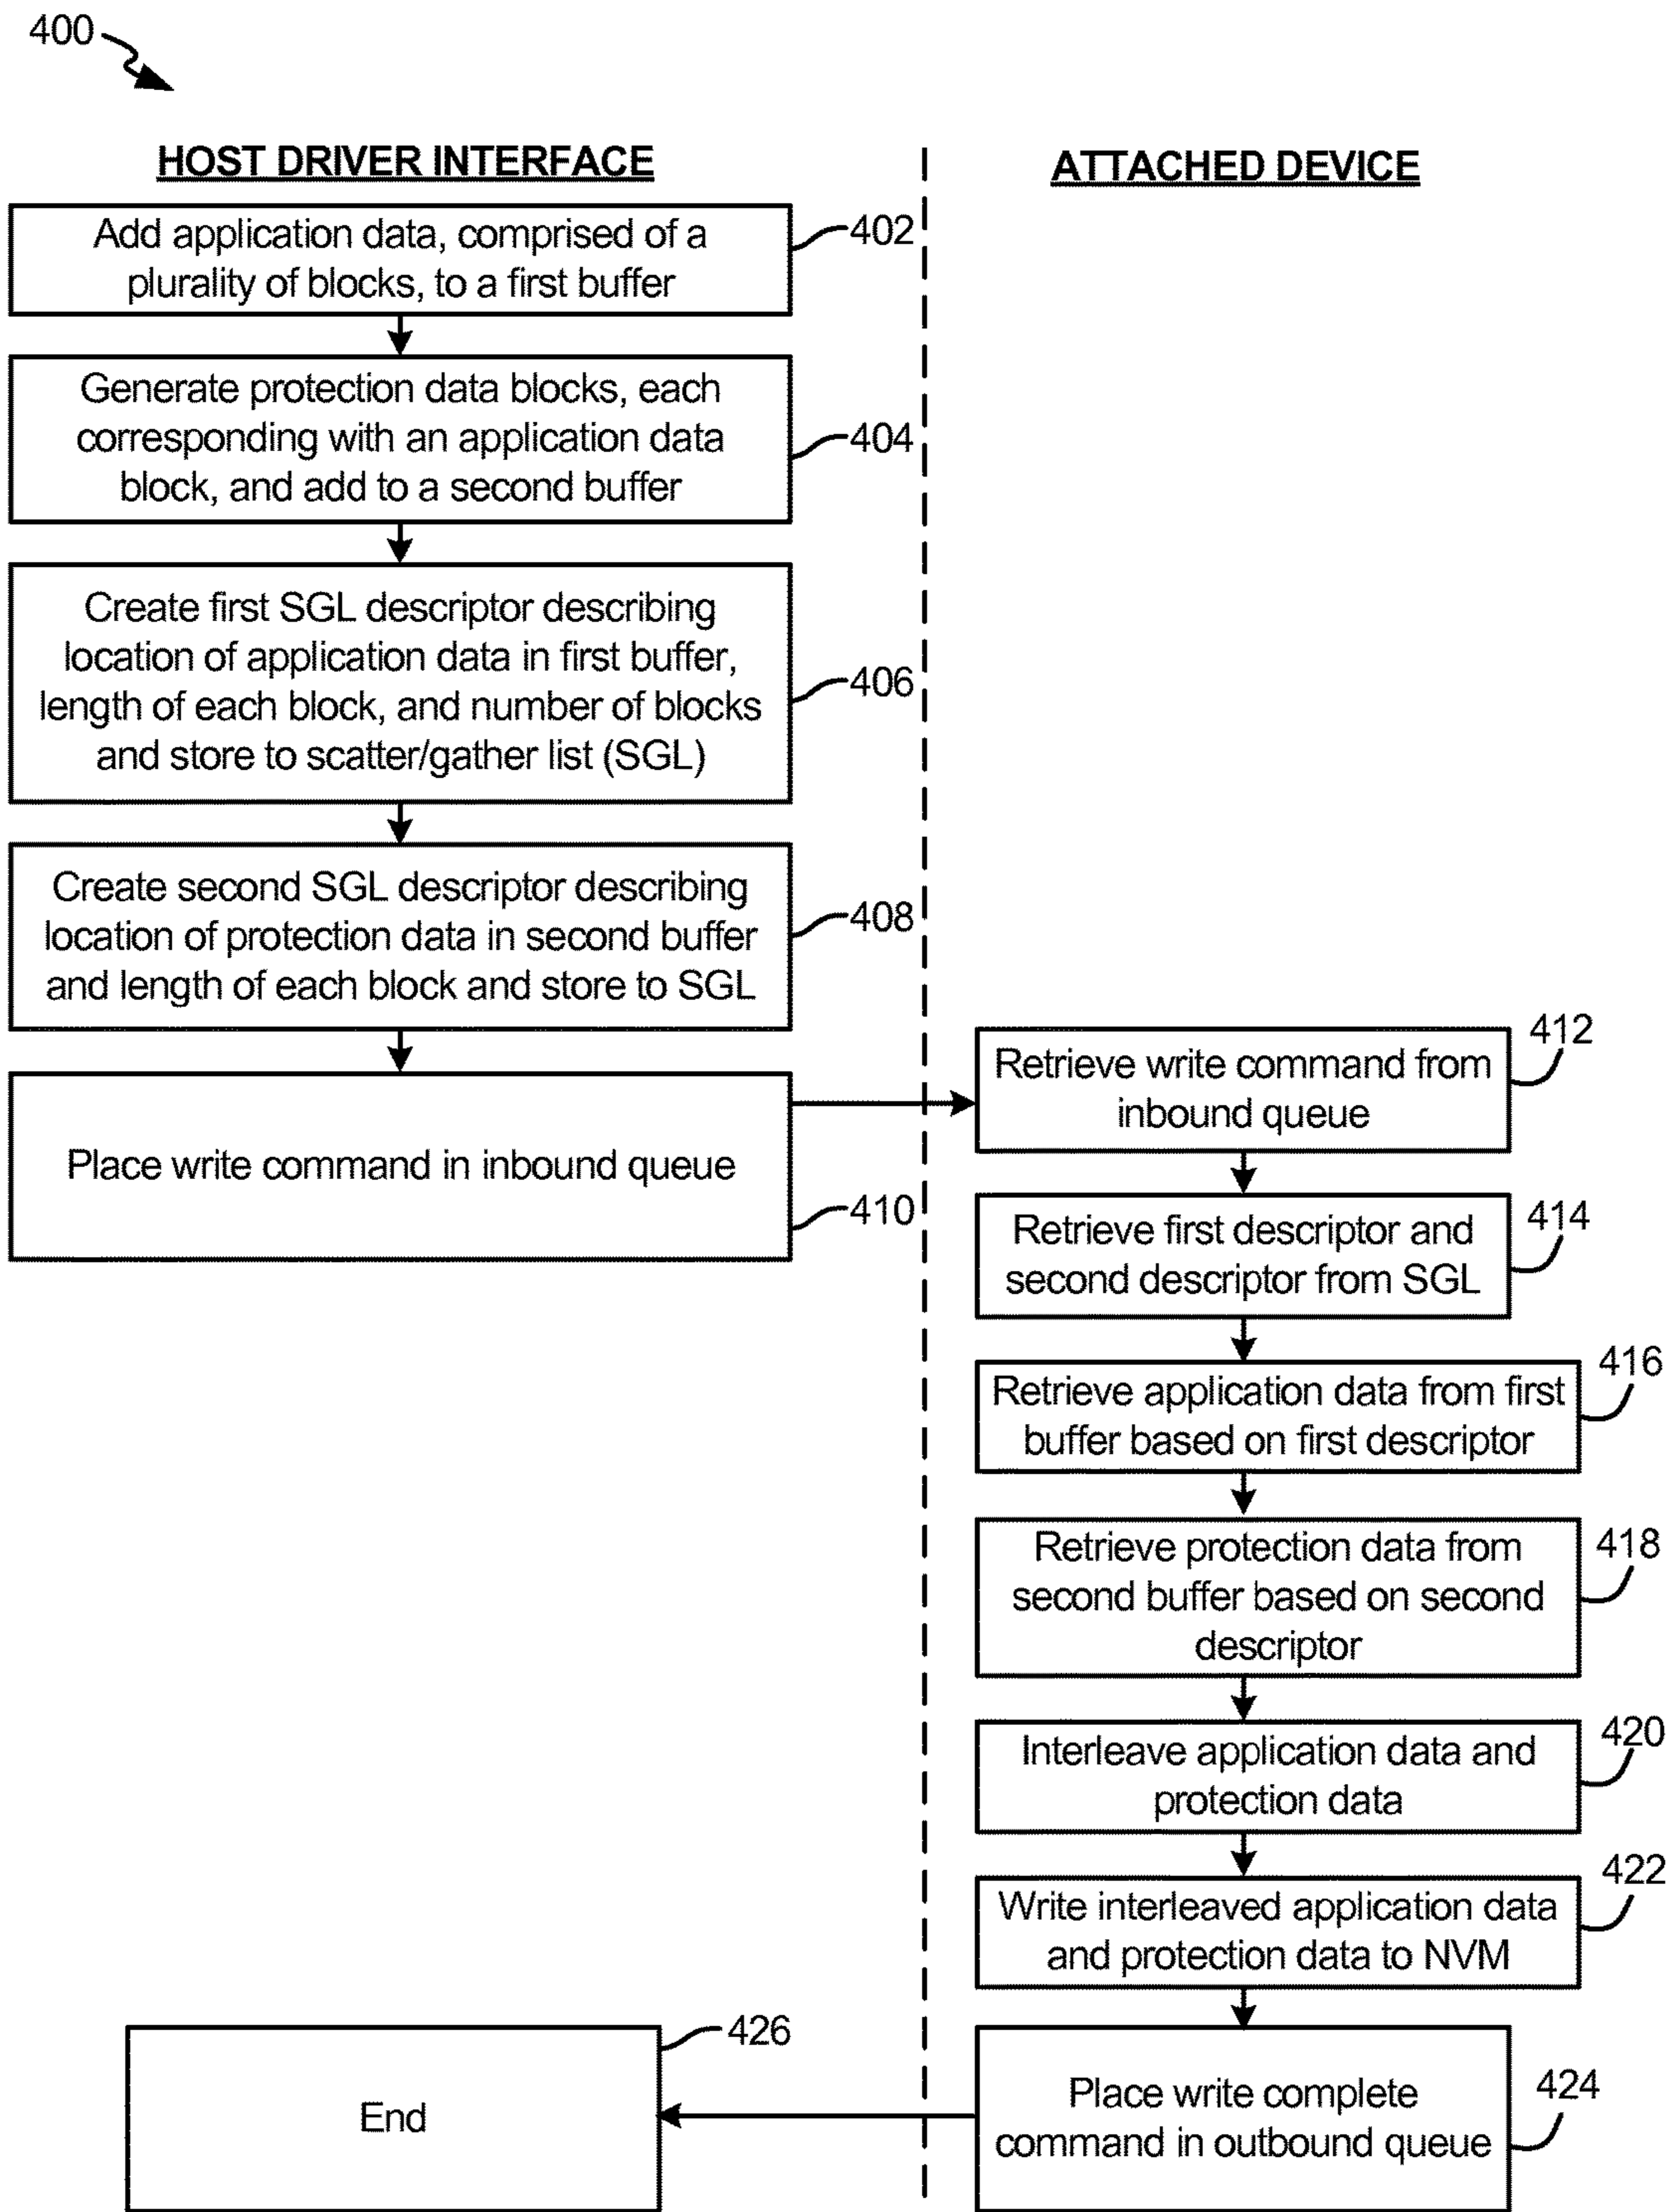 400
HOST DRIVER INTERFACE
Add application data, comprised of a
plurality of blocks, to a first buffer
402
Generate protection data blocks, each
corresponding with an application data
block, and add to a second buffer
404
Create first SGL descriptor describing
location of application data in first buffer,
length of each block, and number of blocks
and store to scatter/gather list (SGL)
406
Create second SGL descriptor describing
location of protection data in second buffer
and length of each block and store to SGL
408
Place write command in inbound queue
410
ATTACHED DEVICE
Retrieve write command from
inbound queue
412
Retrieve first descriptor and
second descriptor from SGL
414
Retrieve application data from first
buffer based on first descriptor
416
Retrieve protection data from
second buffer based on second
descriptor
418
Interleave application data and
protection data
420
Write interleaved application data
and protection data to NVM
422
Place write complete
command in outbound queue
424
End
426